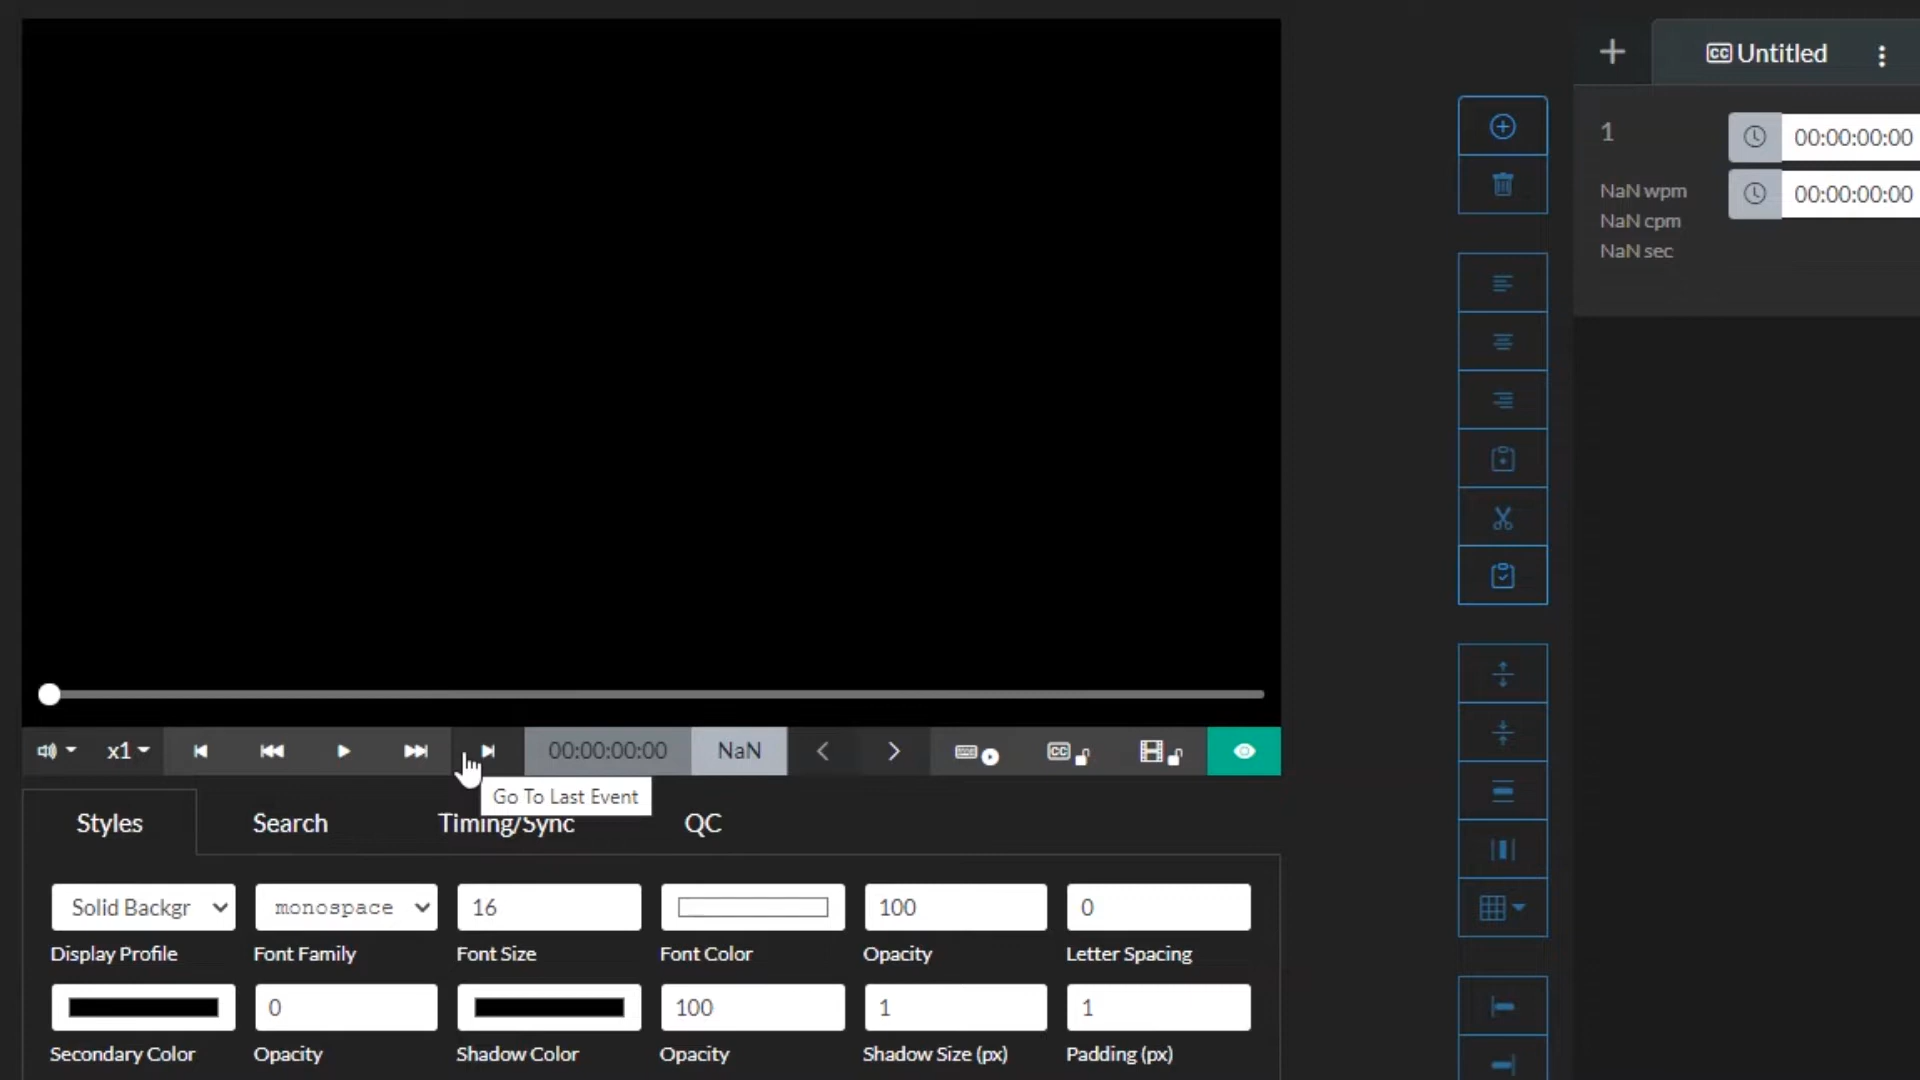 CC Untitled
1
00:00:00:00
00:00:00:00
NaN wpm
NaN cpm
NaN sec
x1
00:00:00:00
NaN
CC
Go To Last Event
Styles
Search
Timing/Sync
QC
Solid Backgr
monospace
16
100
0
Display Profile
Font Family
Font Size
Font Color
Opacity
Letter Spacing
0
100
1
1
Secondary Color
Opacity
Shadow Color
Opacity
Shadow Size (px)
Padding (px)